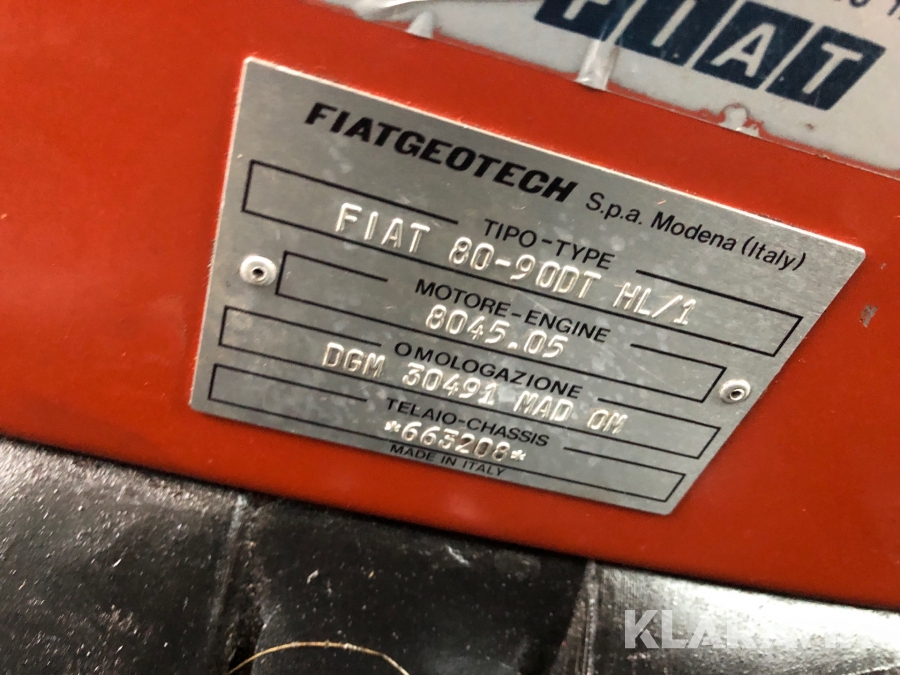 FIAT
FIATGEOTECH S.p.a. Modena (Italy)
TIPO-TYPE
FIAT 80-90DT HL/1
MOTORE-ENGINE
8045.05
OMOLOGAZIONE
DGM 30491 MAD OM
TELAIO-CHASSIS
*663208*
MADE IN ITALY